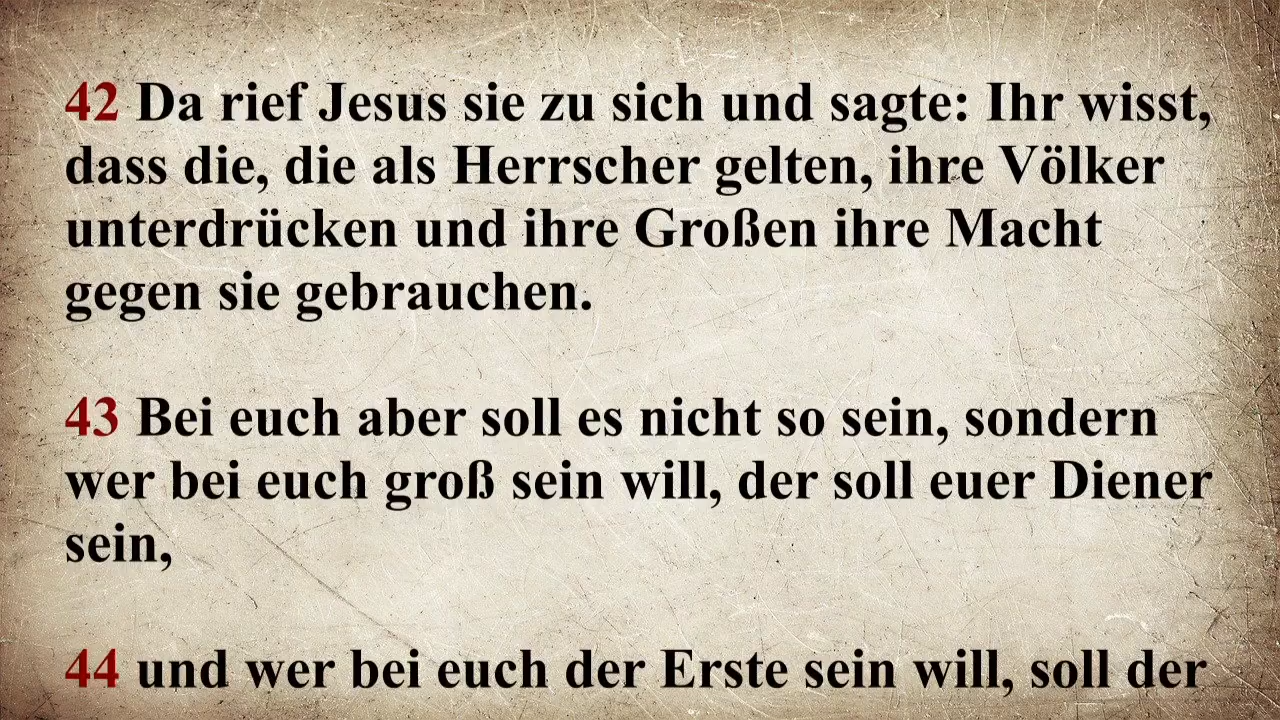 42 Da rief Jesus sie zu sich und sagte: Ihr wisst,
dass die, die als Herrscher gelten, ihre Völker
unterdrücken und ihre Großen ihre Macht
gegen sie gebrauchen.
43 Bei euch aber soll es nicht so sein, sondern
wer bei euch groß sein will, der soll euer Diener
sein,
44 und wer bei euch der Erste sein will, soll der